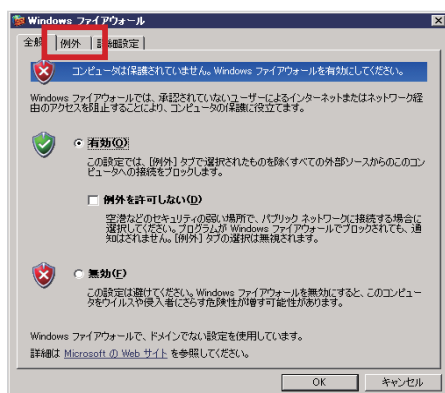 Windows ファイアウォール
全般 例外 詳細設定
コンピュータは保護されていません。Windows ファイアウォールを有効にしてください。
Windows ファイアウォールでは、承認されていないユーザーによるインターネットまたはネットワーク経
由のアクセスを阻止することにより、コンピュータの保護に役立てます。
有効(O)
この設定では、[例外] タブで選択されたものを除くすべての外部ソースからのこのコン
ピュータへの接続をブロックします。
例外を許可しない(D)
空港などのセキュリティの弱い場所で、パブリック ネットワークに接続する場合に
選択してください。プログラムが Windows ファイアウォールでブロックされても、通
知はされません。[例外] タブの選択は無視されます。
無効(F)
この設定は避けてください。Windows ファイアウォールを無効にすると、このコンピュー
タをウイルスや侵入者にさらす危険性が増す可能性があります。
Windows ファイアウォールで、ドメインでない設定を使用しています。
詳細は Microsoft の Web サイト を参照してください。
OK キャンセル